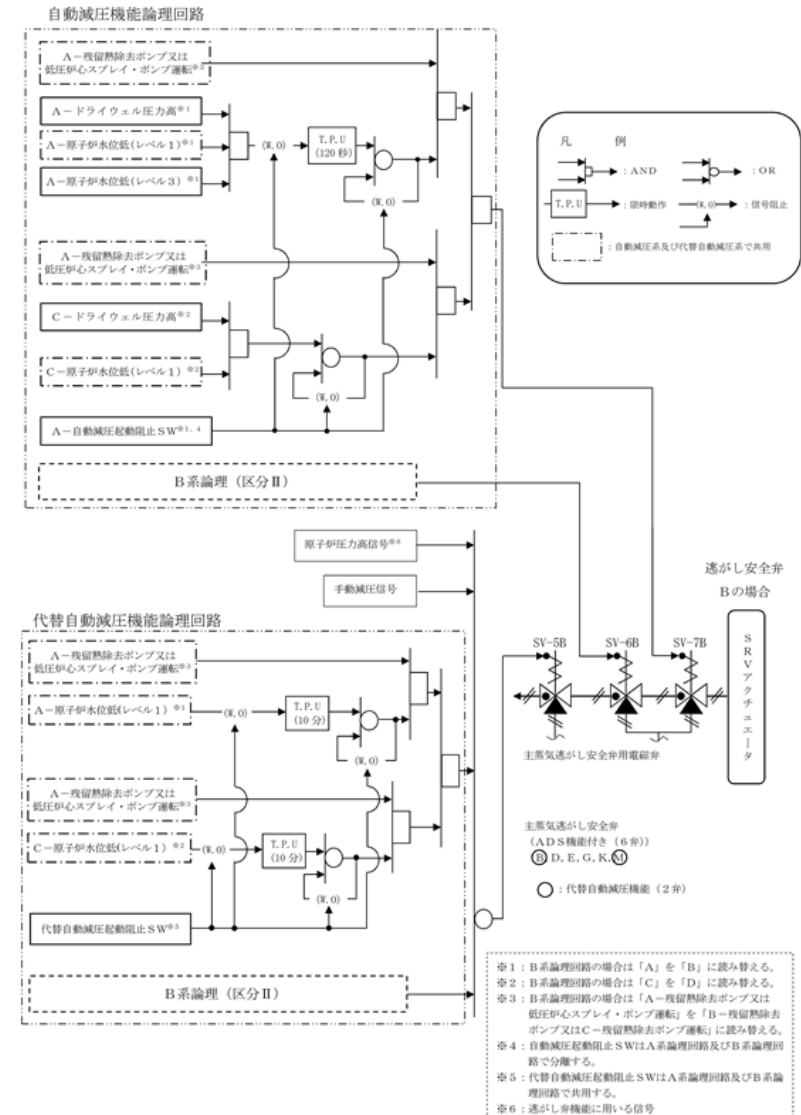 自動減圧機能論理回路
A－残留熱除去ポンプ又は
低圧炉心スプレイ・ポンプ運転※3
A－ドライウェル圧力高※1
A－原子炉水位低(レベル1)※1
A－原子炉水位低(レベル3)※1
(W.O)
T.P.U
(120秒)
(W.O)
A－残留熱除去ポンプ又は
低圧炉心スプレイ・ポンプ運転※3
C－ドライウェル圧力高※2
C－原子炉水位低(レベル1)※2
(W.O)
A－自動減圧起動阻止SW※1, 4
B系論理（区分Ⅱ）
凡 例
：AND
：OR
T.P.U
：限時動作
(W.O)
：信号阻止
：自動減圧系及び代替自動減圧系で共用
原子炉圧力高信号※6
手動減圧信号
代替自動減圧機能論理回路
A－残留熱除去ポンプ又は
低圧炉心スプレイ・ポンプ運転※3
A－原子炉水位低(レベル1)※1
(W.O)
T.P.U
(10分)
(W.O)
A－残留熱除去ポンプ又は
低圧炉心スプレイ・ポンプ運転※3
C－原子炉水位低(レベル1)※2
(W.O)
T.P.U
(10分)
(W.O)
代替自動減圧起動阻止SW※5
B系論理（区分Ⅱ）
逃がし安全弁
Bの場合
SV-5B
SV-6B
SV-7B
SRVアクチュエータ
主蒸気逃がし安全弁用電磁弁
主蒸気逃がし安全弁
（ADS機能付き（6弁））
B, D, E, G, K, M
：代替自動減圧機能（2弁）
※1：B系論理回路の場合は「A」を「B」に読み替える。
※2：B系論理回路の場合は「C」を「D」に読み替える。
※3：B系論理回路の場合は「A－残留熱除去ポンプ又は
低圧炉心スプレイ・ポンプ運転」を「B－残留熱除去
ポンプ又はC－残留熱除去ポンプ運転」に読み替える。
※4：自動減圧起動阻止SWはA系論理回路及びB系論理回
路で分離する。
※5：代替自動減圧起動阻止SWはA系論理回路及びB系論
理回路で共用する。
※6：逃がし弁機能に用いる信号